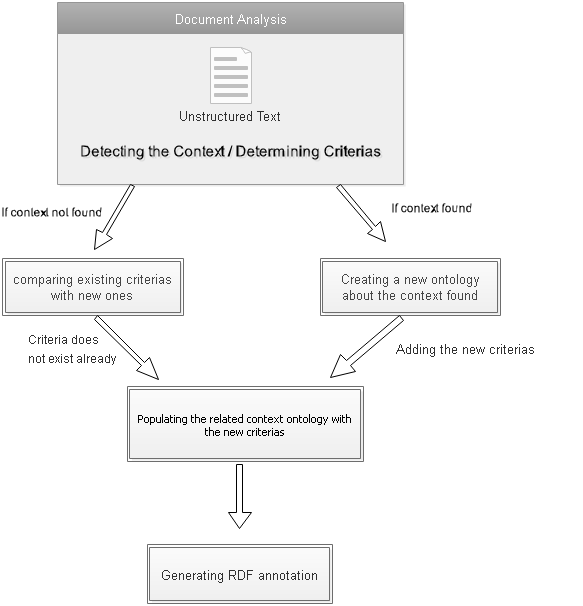 Document Analysis
Unstructured Text
Detecting the Context / Determining Criterias
If context not found
If context found
comparing existing criterias
with new ones
Creating a new ontology
about the context found
Criteria does
not exist already
Adding the new criterias
Populating the related context ontology with
the new criterias
Generating RDF annotation